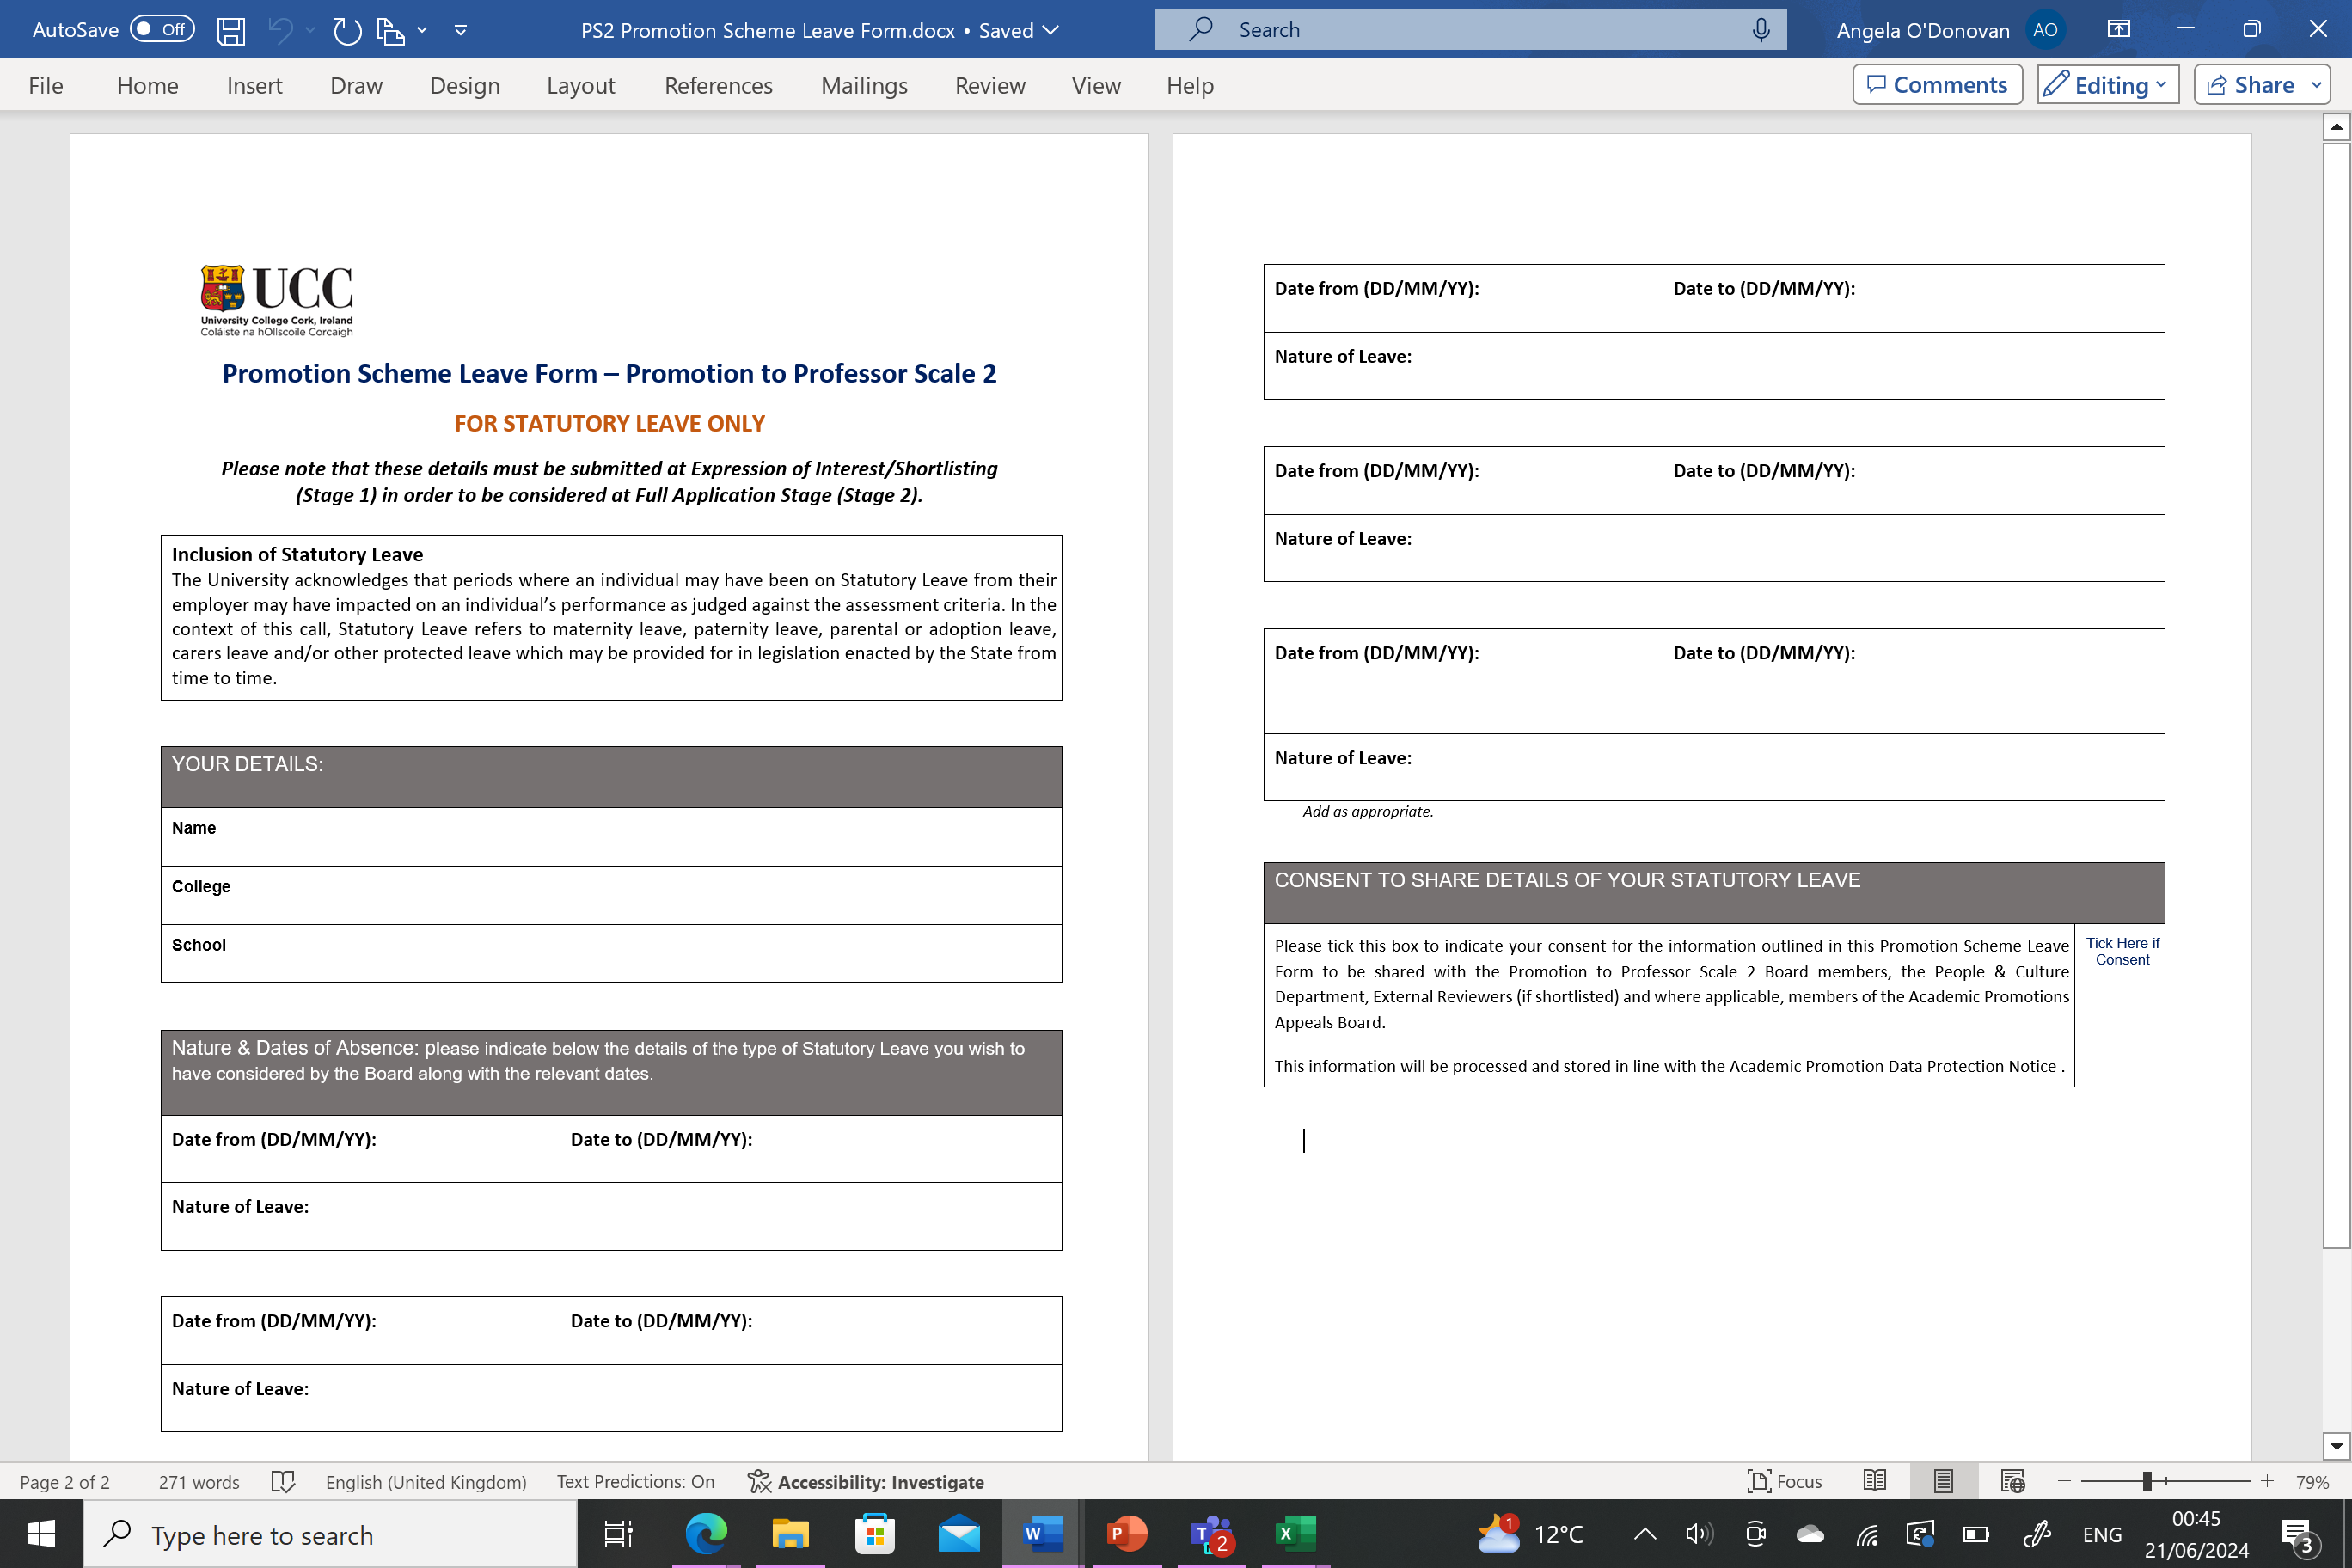 AutoSave Off PS2 Promotion Scheme Leave Form.docx • Saved Search Angela O'Donovan AO
File Home Insert Draw Design Layout References Mailings Review View Help Comments Editing Share
UCC
University College Cork, Ireland
Coláiste na hOllscoile Corcaigh
Promotion Scheme Leave Form – Promotion to Professor Scale 2
FOR STATUTORY LEAVE ONLY
Please note that these details must be submitted at Expression of Interest/Shortlisting
(Stage 1) in order to be considered at Full Application Stage (Stage 2).
Inclusion of Statutory Leave
The University acknowledges that periods where an individual may have been on Statutory Leave from their
employer may have impacted on an individual's performance as judged against the assessment criteria. In the
context of this call, Statutory Leave refers to maternity leave, paternity leave, parental or adoption leave,
carers leave and/or other protected leave which may be provided for in legislation enacted by the State from
time to time.
YOUR DETAILS:
Name
College
School
Nature & Dates of Absence: please indicate below the details of the type of Statutory Leave you wish to
have considered by the Board along with the relevant dates.
Date from (DD/MM/YY): Date to (DD/MM/YY):
Nature of Leave:
Date from (DD/MM/YY): Date to (DD/MM/YY):
Nature of Leave:
Date from (DD/MM/YY): Date to (DD/MM/YY):
Nature of Leave:
Date from (DD/MM/YY): Date to (DD/MM/YY):
Nature of Leave:
Date from (DD/MM/YY): Date to (DD/MM/YY):
Nature of Leave:
Add as appropriate.
CONSENT TO SHARE DETAILS OF YOUR STATUTORY LEAVE
Please tick this box to indicate your consent for the information outlined in this Promotion Scheme Leave
Form to be shared with the Promotion to Professor Scale 2 Board members, the People & Culture
Department, External Reviewers (if shortlisted) and where applicable, members of the Academic Promotions
Appeals Board.
This information will be processed and stored in line with the Academic Promotion Data Protection Notice .
Tick Here if
Consent
Page 2 of 2 271 words English (United Kingdom) Text Predictions: On Accessibility: Investigate Focus 79%
Type here to search W P T 2 X 1 12°C ENG 00:45
21/06/2024 3